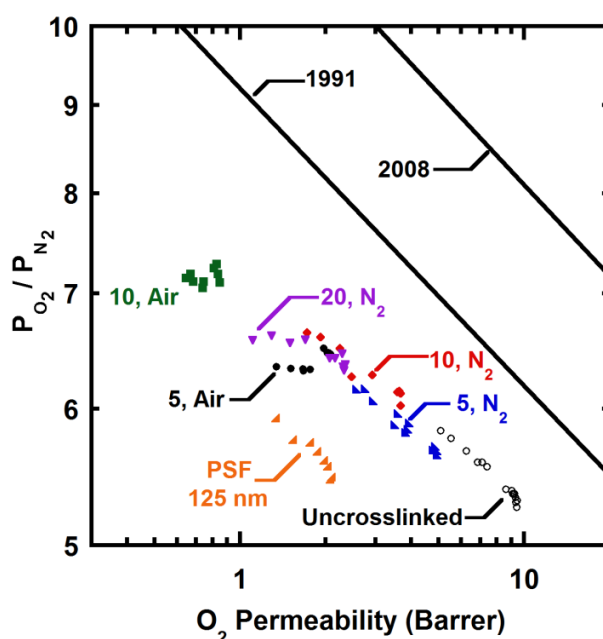 10
9
8
7
6
5
P_O₂ / P_N₂
1991
2008
10, Air
20, N₂
10, N₂
5, Air
5, N₂
PSF
125 nm
Uncrosslinked
1
10
O₂ Permeability (Barrer)